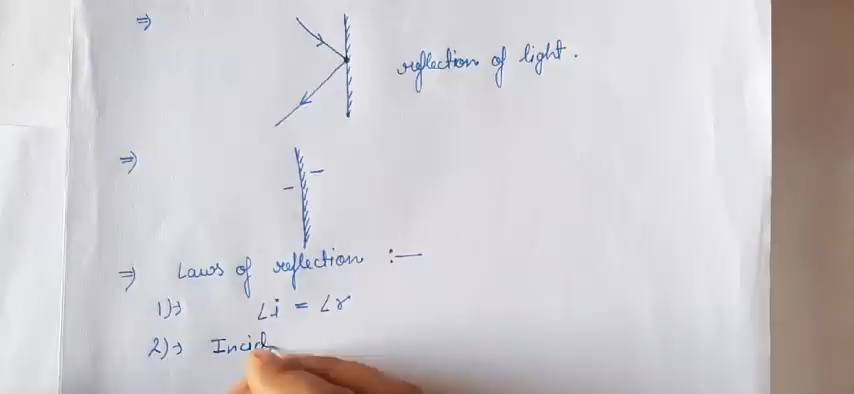 ⇒ reflection of light.
⇒
⇒ Laws of reflection :—
1)→ ∠i = ∠r
2)→ Incid